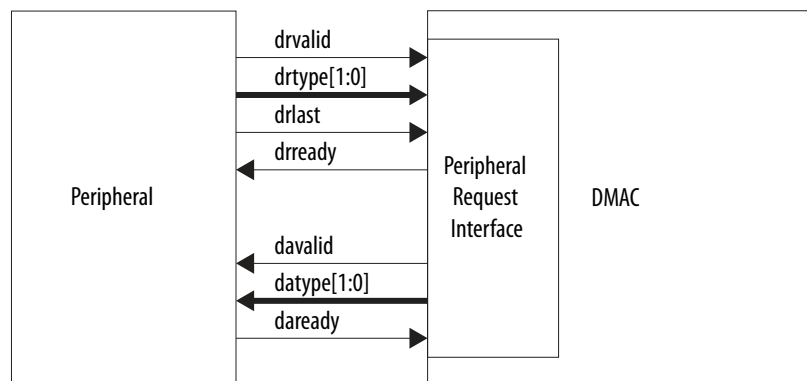 drvalid
drtype[1:0]
drlast
drready
Peripheral
Peripheral
Request
Interface
DMAC
davalid
datype[1:0]
daready